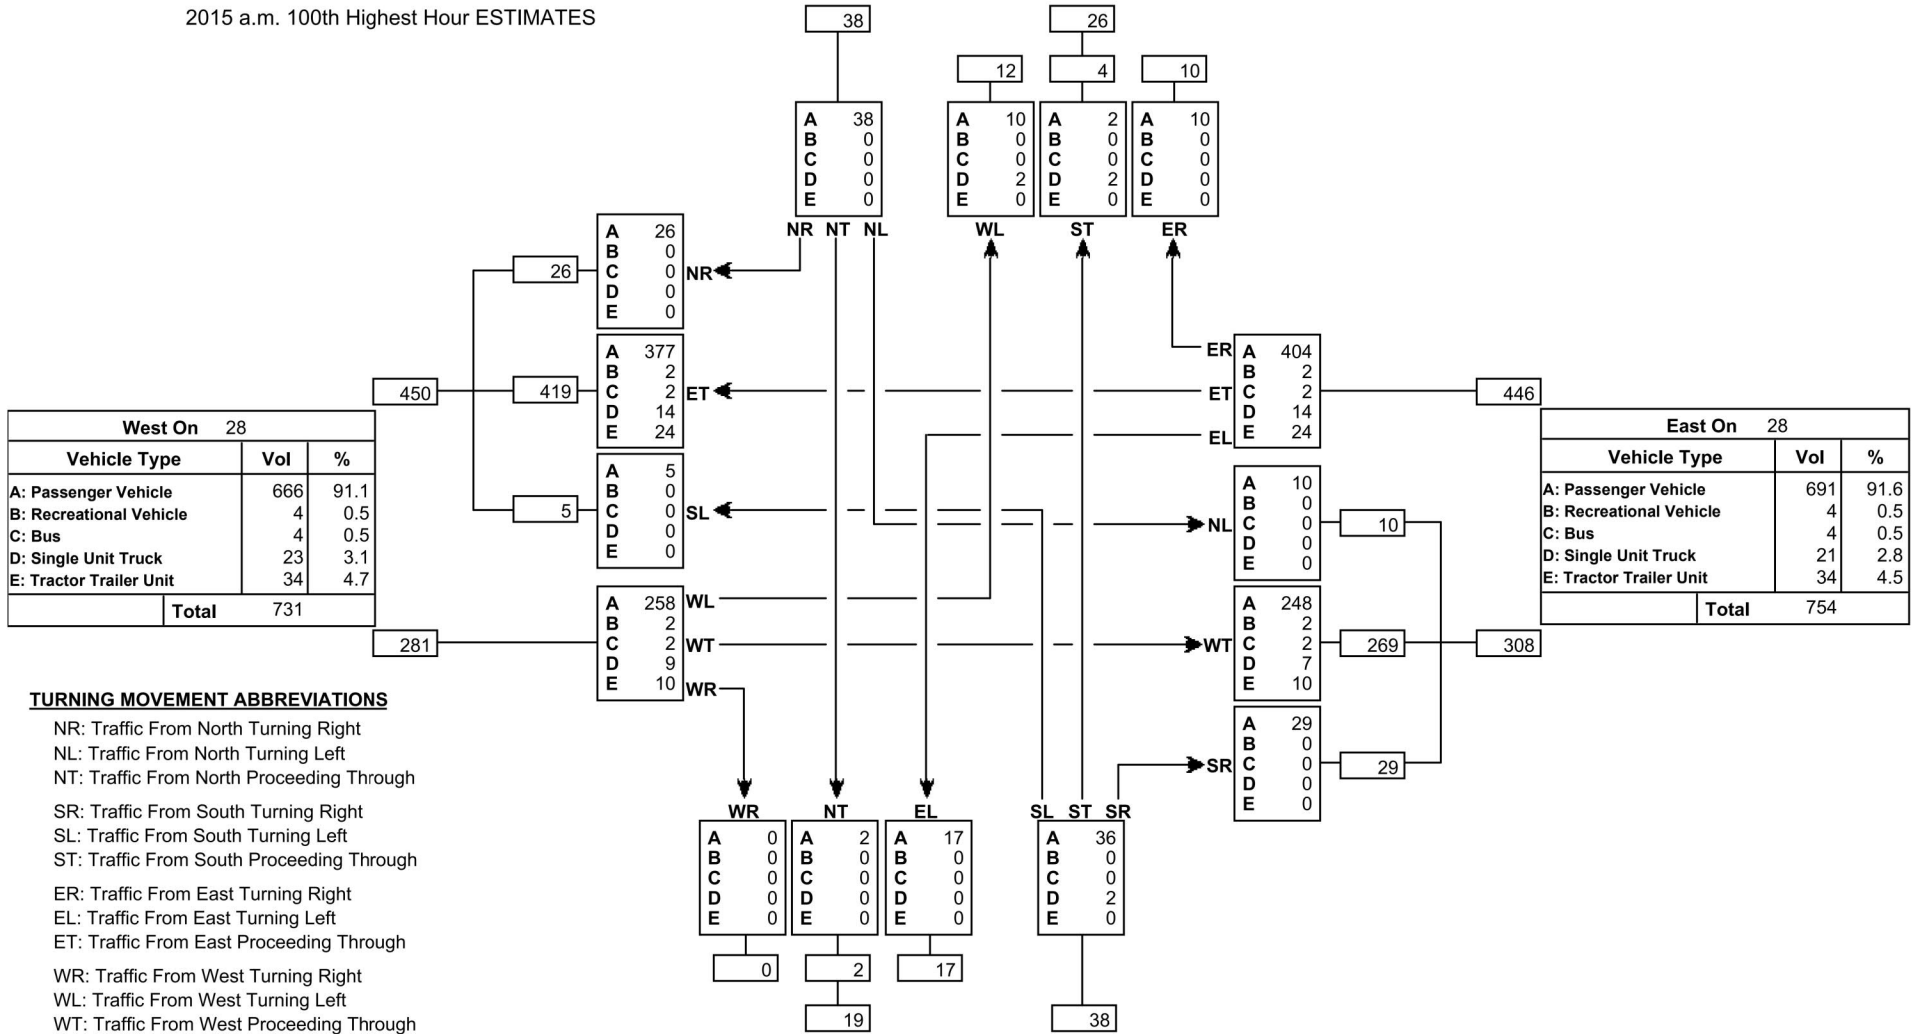 2015 a.m. 100th Highest Hour ESTIMATES
38
26
12
4
10
A 38
B 0
C 0
D 0
E 0
A 10
B 0
C 0
D 2
E 0
A 2
B 0
C 0
D 2
E 0
A 10
B 0
C 0
D 0
E 0
NR NT NL
WL
ST
ER
26
A 26
B 0
C 0
D 0
E 0
NR
450
419
A 377
B 2
C 2
D 14
E 24
ET
5
A 5
B 0
C 0
D 0
E 0
SL
ER
ET
EL
A 404
B 2
C 2
D 14
E 24
446
West On 28
Vehicle Type Vol %
A: Passenger Vehicle 666 91.1
B: Recreational Vehicle 4 0.5
C: Bus 4 0.5
D: Single Unit Truck 23 3.1
E: Tractor Trailer Unit 34 4.7
Total 731
East On 28
Vehicle Type Vol %
A: Passenger Vehicle 691 91.6
B: Recreational Vehicle 4 0.5
C: Bus 4 0.5
D: Single Unit Truck 21 2.8
E: Tractor Trailer Unit 34 4.5
Total 754
NL
A 10
B 0
C 0
D 0
E 0
10
281
A 258
B 2
C 2
D 9
E 10
WL
WT
WR
WT
A 248
B 2
C 2
D 7
E 10
269
308
SR
A 29
B 0
C 0
D 0
E 0
29
TURNING MOVEMENT ABBREVIATIONS
NR: Traffic From North Turning Right
NL: Traffic From North Turning Left
NT: Traffic From North Proceeding Through
SR: Traffic From South Turning Right
SL: Traffic From South Turning Left
ST: Traffic From South Proceeding Through
ER: Traffic From East Turning Right
EL: Traffic From East Turning Left
ET: Traffic From East Proceeding Through
WR: Traffic From West Turning Right
WL: Traffic From West Turning Left
WT: Traffic From West Proceeding Through
WR
NT
EL
SL ST SR
A 0
B 0
C 0
D 0
E 0
A 2
B 0
C 0
D 0
E 0
A 17
B 0
C 0
D 0
E 0
A 36
B 0
C 0
D 2
E 0
0
2
17
19
38